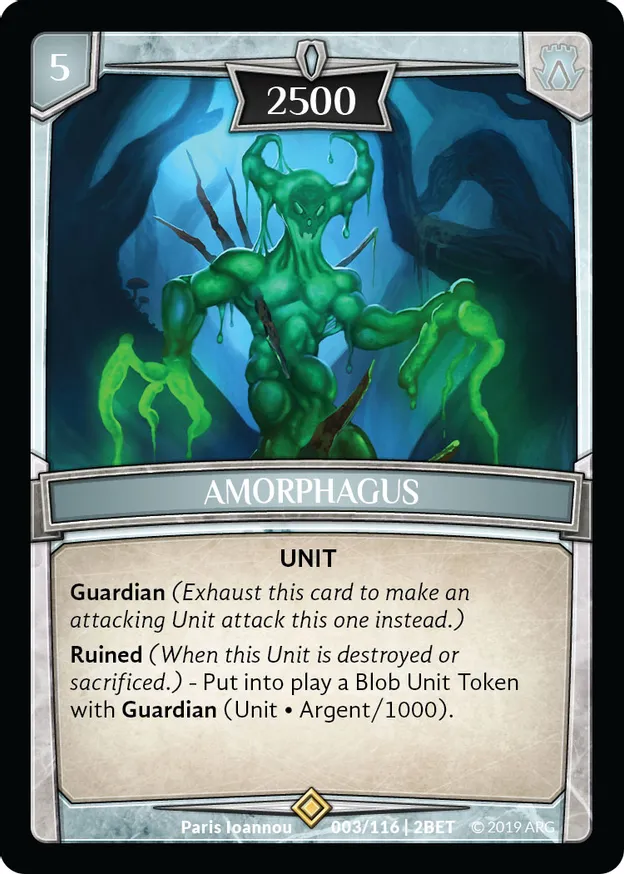 5
2500
AMORPHAGUS
UNIT
Guardian (Exhaust this card to make an
attacking Unit attack this one instead.)
Ruined (When this Unit is destroyed or
sacrificed.) - Put into play a Blob Unit Token
with Guardian (Unit • Argent/1000).
Paris Ioannou 003/116 | 2BET © 2019 ARG